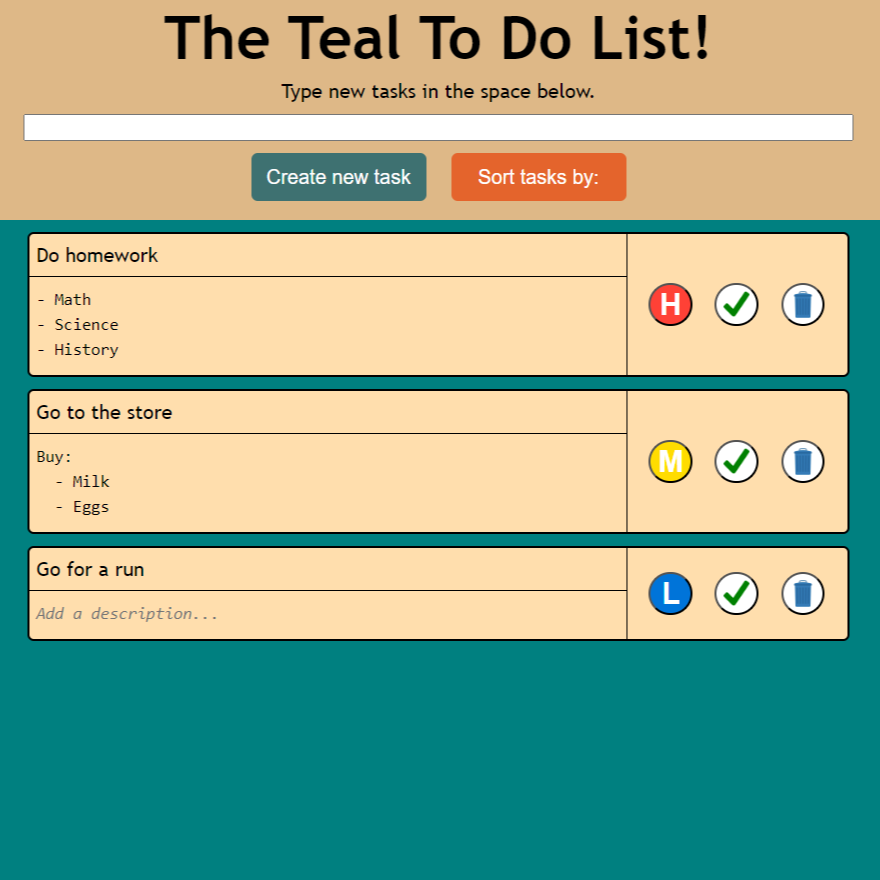 The Teal To Do List!
Type new tasks in the space below.
Create new task
Sort tasks by:
Do homework
- Math
- Science
- History
H
Go to the store
Buy:
  - Milk
  - Eggs
M
Go for a run
Add a description...
L